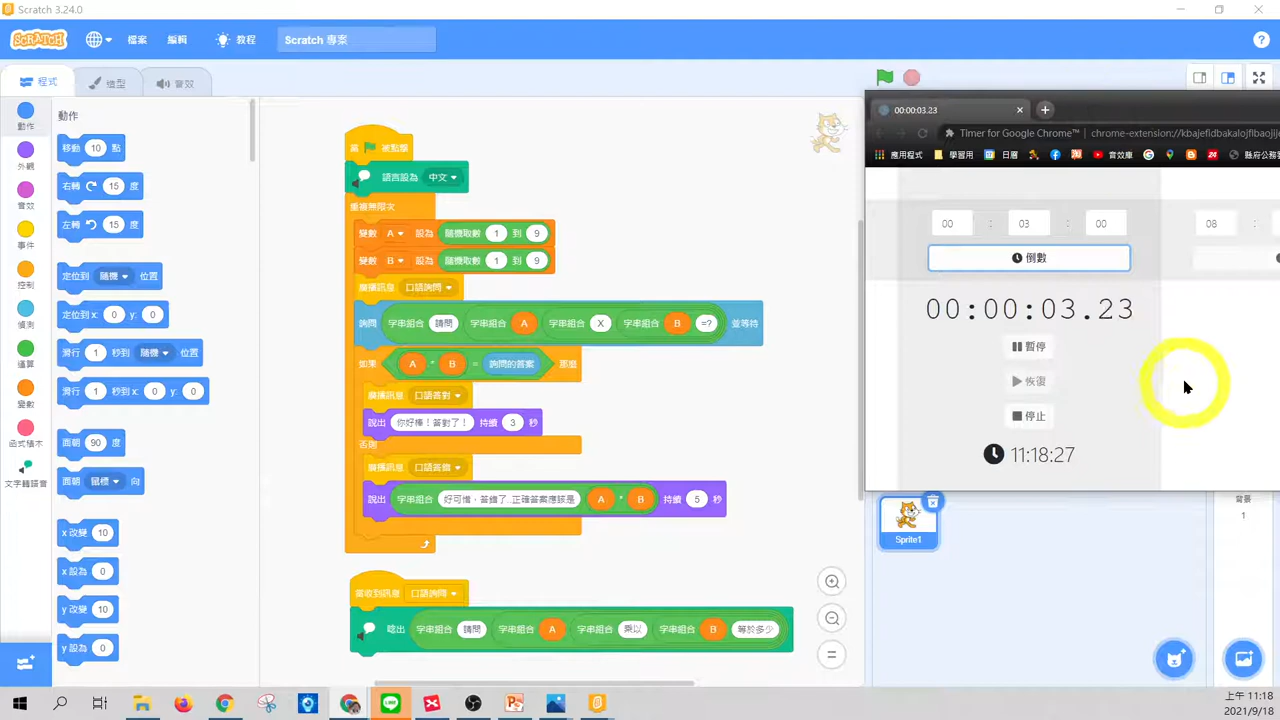 Scratch 3.24.0
SCRATCH
檔案
編輯
教程
Scratch 專案
程式
造型
音效
動作
外觀
音效
事件
控制
偵測
運算
變數
函式積木
文字轉語音
動作
移動 10 點
右轉 15 度
左轉 15 度
定位到 隨機 位置
定位到 x: 0 y: 0
滑行 1 秒到 隨機 位置
滑行 1 秒到 x: 0 y: 0
面朝 90 度
面朝 鼠標 向
x 改變 10
x 設為 0
y 改變 10
y 設為 0
當 被點擊
語言設為 中文
重複無限次
變數 A 設為 隨機取數 1 到 9
變數 B 設為 隨機取數 1 到 9
廣播訊息 口語詢問
詢問 字串組合 請問 字串組合 A 字串組合 X 字串組合 B =? 並等待
如果 A * B = 詢問的答案 那麼
廣播訊息 口語答對
說出 你好棒！答對了！ 持續 3 秒
否則
廣播訊息 口語答錯
說出 字串組合 好可惜，答錯了 正確答案應該是 A * B 持續 5 秒
當收到訊息 口語詢問
唸出 字串組合 請問 字串組合 A 字串組合 乘以 字串組合 B 等於多少
00:00:03.23
Timer for Google Chrome™
應用程式
學習用
日曆
音效庫
縣府公務
00 : 03 : 00
08 :
倒數
00:00:03.23
暫停
恢復
停止
11:18:27
Sprite1
背景
1
上午 11:18
2021/9/18